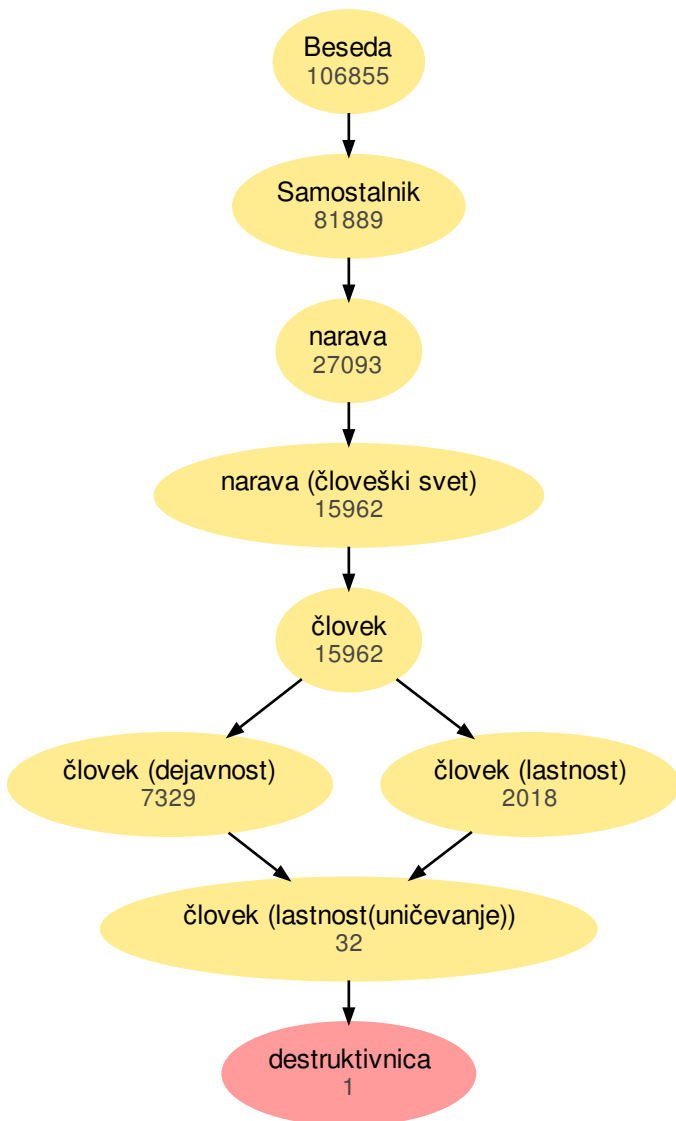 Beseda
106855
Samostalnik
81889
narava
27093
narava (človeški svet)
15962
človek
15962
človek (dejavnost)
7329
človek (lastnost)
2018
človek (lastnost(uničevanje))
32
destruktivnica
1